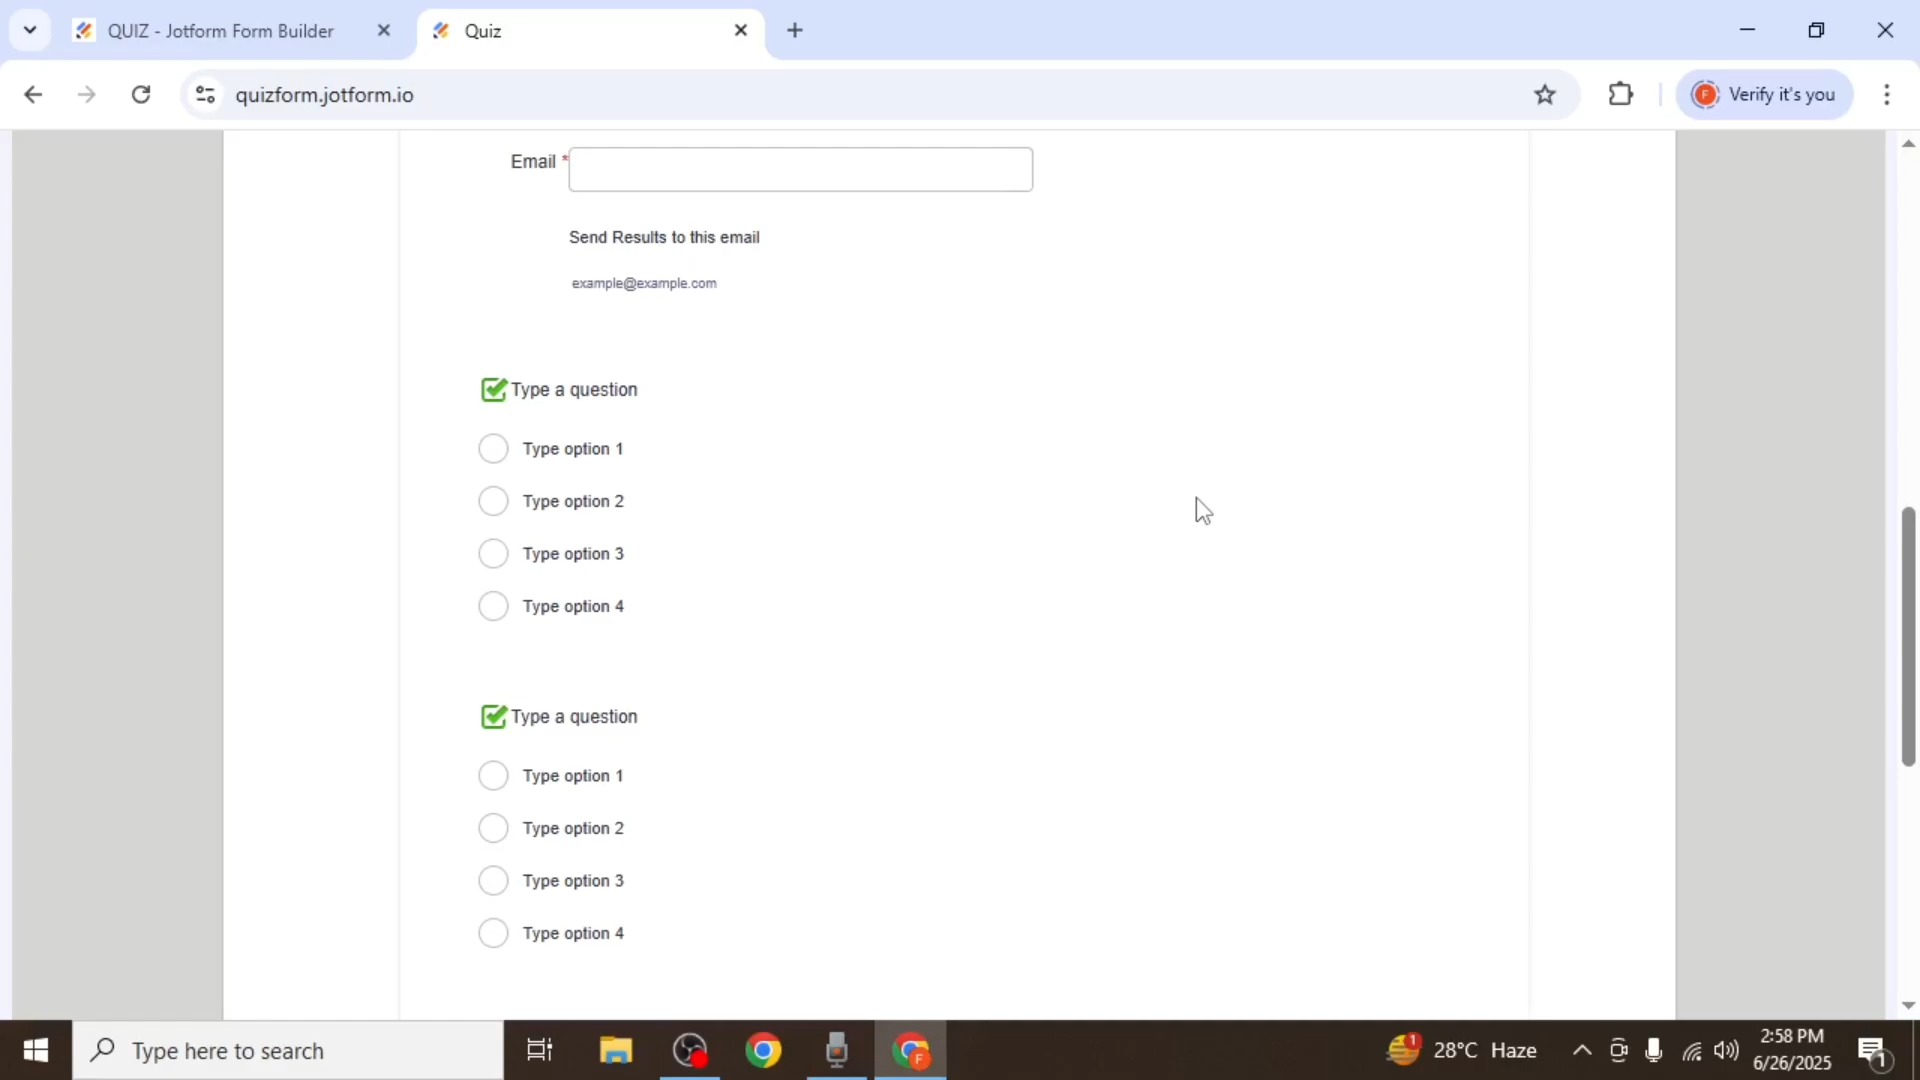 QUIZ - Jotform Form Builder
Quiz
quizform.jotform.io
F
Verify it's you
Email *
Send Results to this email
example@example.com
Type a question
Type option 1
Type option 2
Type option 3
Type option 4
Type a question
Type option 1
Type option 2
Type option 3
Type option 4
Type here to search
F
1
28°C Haze
2:58 PM
6/26/2025
1